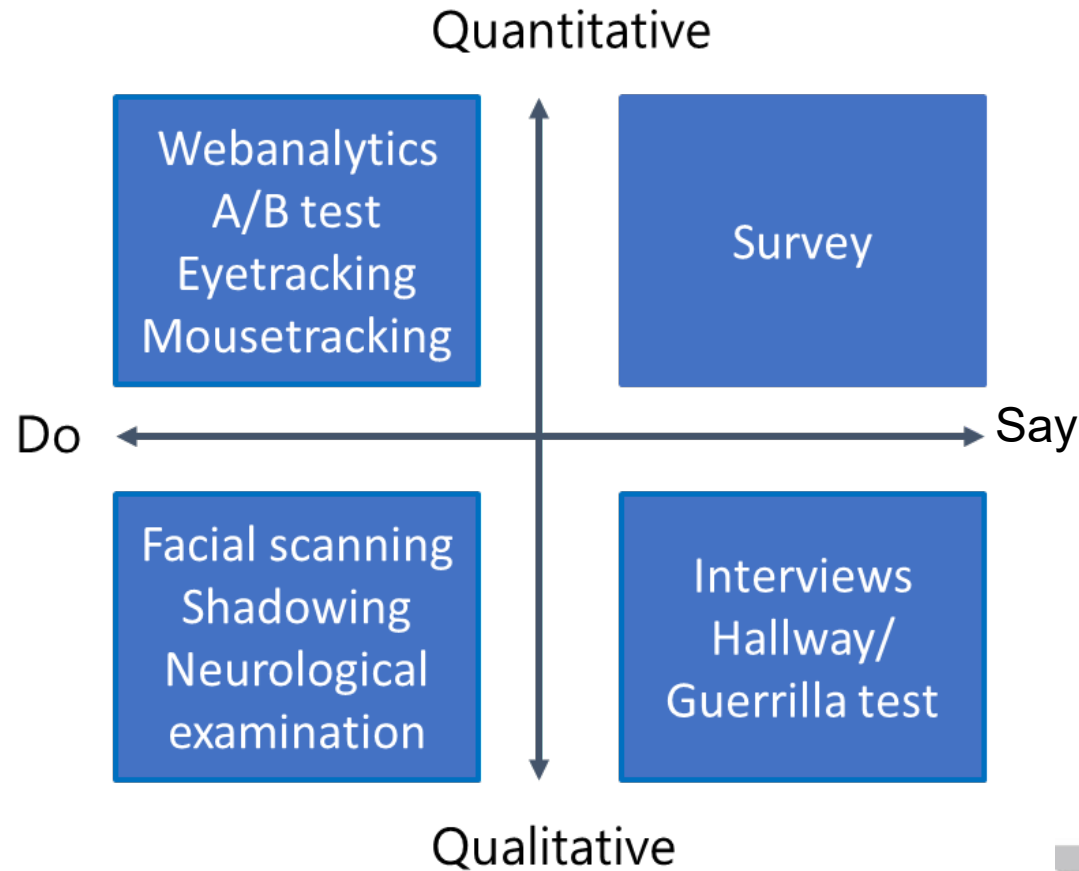 Quantitative
Webanalytics
A/B test
Eyetracking
Mousetracking
Survey
Do
Say
Facial scanning
Shadowing
Neurological
examination
Interviews
Hallway/
Guerrilla test
Qualitative